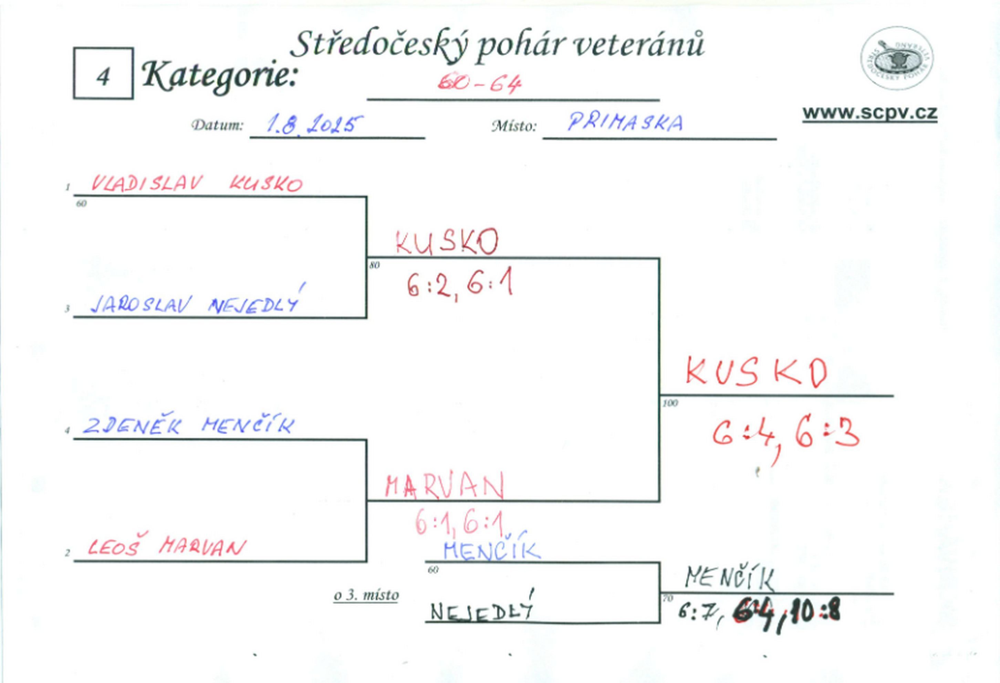 Středočeský pohár veteránů
4 Kategorie: 60-64
STŘEDOČESKÝ POHÁR VETERÁNŮ
www.scpv.cz
Datum: 1.8.2025 Místo: PRIMASKA
1 VLADISLAV KUSKO
60
KUSKO
80
6:2, 6:1
3 JAROSLAV NEJEDLÝ
KUSKO
100
6:4, 6:3
4 ZDENĚK MENČÍK
MARVAN
6:1, 6:1
2 LEOŠ MARVAN
MENČÍK
60
MENČÍK
o 3. místo
70
6:7, 6:4, 10:8
NEJEDLÝ